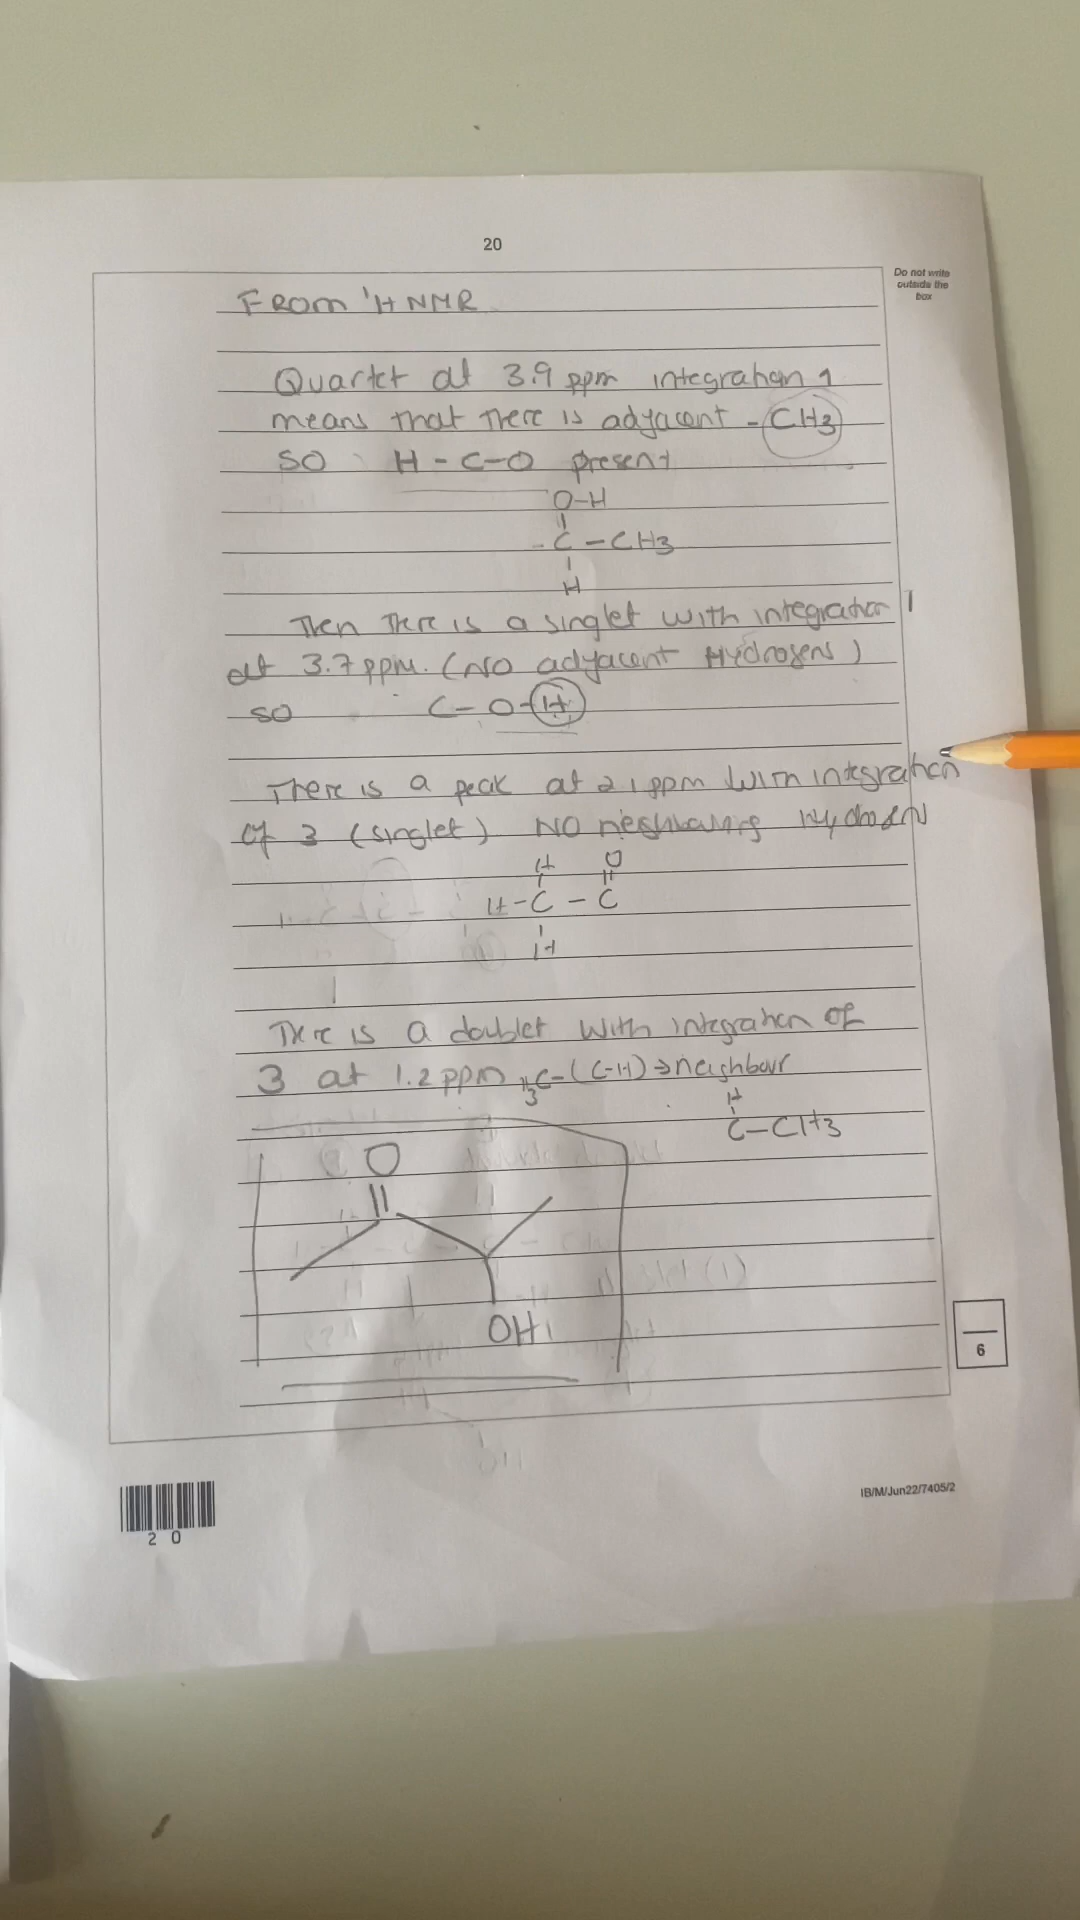 20
Do not write
outside the
box
FROM 'H NMR
Quartet at 3.9 ppm integration 1
means that there is adjacent -CH3
SO H-C-O present
O-H
-C-CH3
H
Then there is a singlet with integration 1
at 3.7 ppm. (No adjacent Hydrogens)
so C-O-H
There is a peak at 2.1 ppm with integration
of 3 (singlet) NO neighbouring hydrogen
H O
H-C-C
H
There is a doublet with integration of
3 at 1.2 ppm H3C-(C-H)→neighbour
H
C-CH3
O
OH
6
2 0
IB/M/Jun22/7405/2